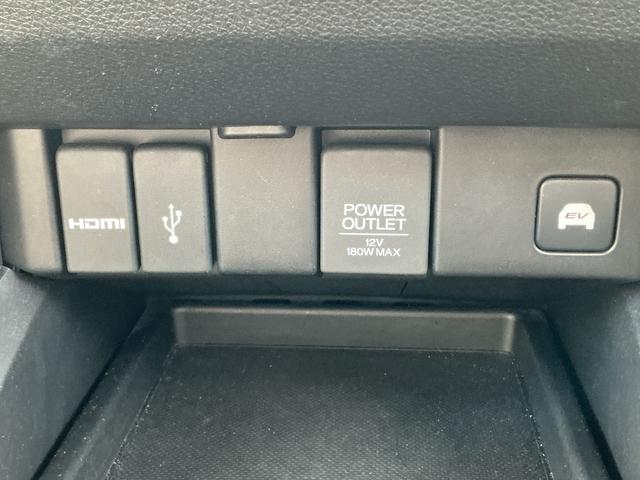 HDMI
POWER
OUTLET
12V
180W MAX
EV